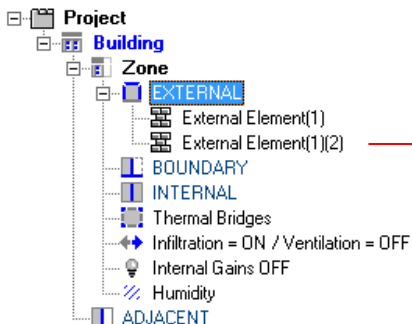 Project
Building
Zone
EXTERNAL
External Element(1)
External Element(1)(2)
BOUNDARY
INTERNAL
Thermal Bridges
Infiltration = ON / Ventilation = OFF
Internal Gains OFF
Humidity
ADJACENT